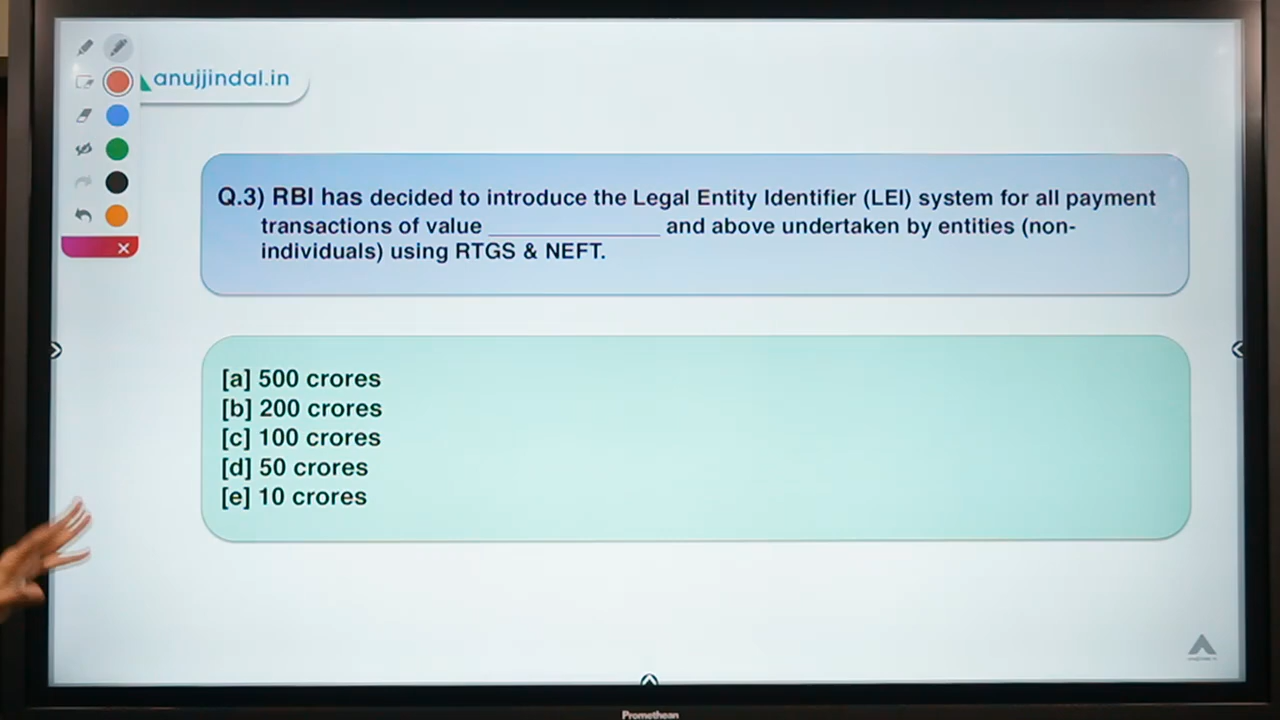 anujjindal.in
Q.3) RBI has decided to introduce the Legal Entity Identifier (LEI) system for all payment
transactions of value _____________ and above undertaken by entities (non-
individuals) using RTGS & NEFT.
[a] 500 crores
[b] 200 crores
[c] 100 crores
[d] 50 crores
[e] 10 crores
Promethean